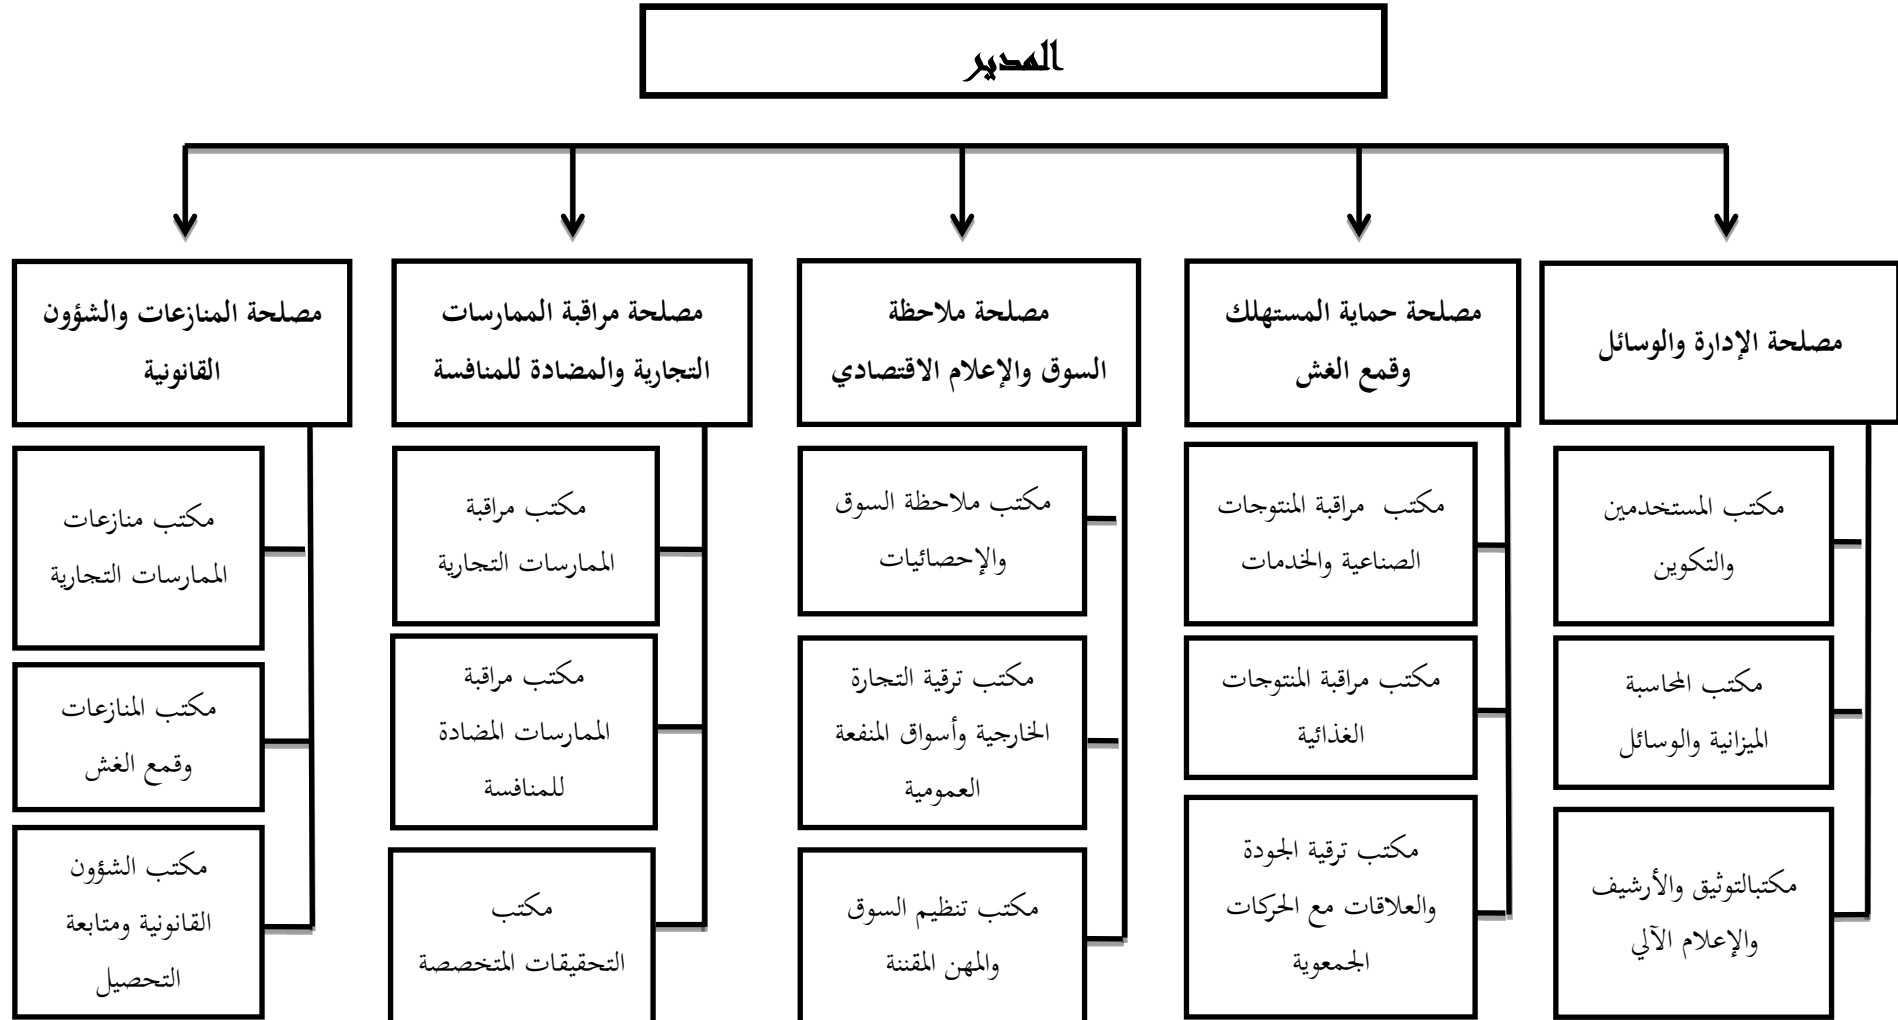 المدير
مصلحة الإدارة والوسائل
مصلحة حماية المستهلك
وقمع الغش
مصلحة ملاحظة
السوق والإعلام الاقتصادي
مصلحة مراقبة الممارسات
التجارية والمضادة للمنافسة
مصلحة المنازعات والشؤون
القانونية
مكتب المستخدمين
والتكوين
مكتب المحاسبة
الميزانية والوسائل
مكتبالتوثيق والأرشيف
والإعلام الآلي
مكتب مراقبة المنتوجات
الصناعية والخدمات
مكتب مراقبة المنتوجات
الغذائية
مكتب ترقية الجودة
والعلاقات مع الحركات
الجمعوية
مكتب ملاحظة السوق
والإحصائيات
مكتب ترقية التجارة
الخارجية وأسواق المنفعة
العمومية
مكتب تنظيم السوق
والمهن المقننة
مكتب مراقبة
الممارسات التجارية
مكتب مراقبة
الممارسات المضادة
للمنافسة
مكتب
التحقيقات المتخصصة
مكتب منازعات
الممارسات التجارية
مكتب المنازعات
وقمع الغش
مكتب الشؤون
القانونية ومتابعة
التحصيل